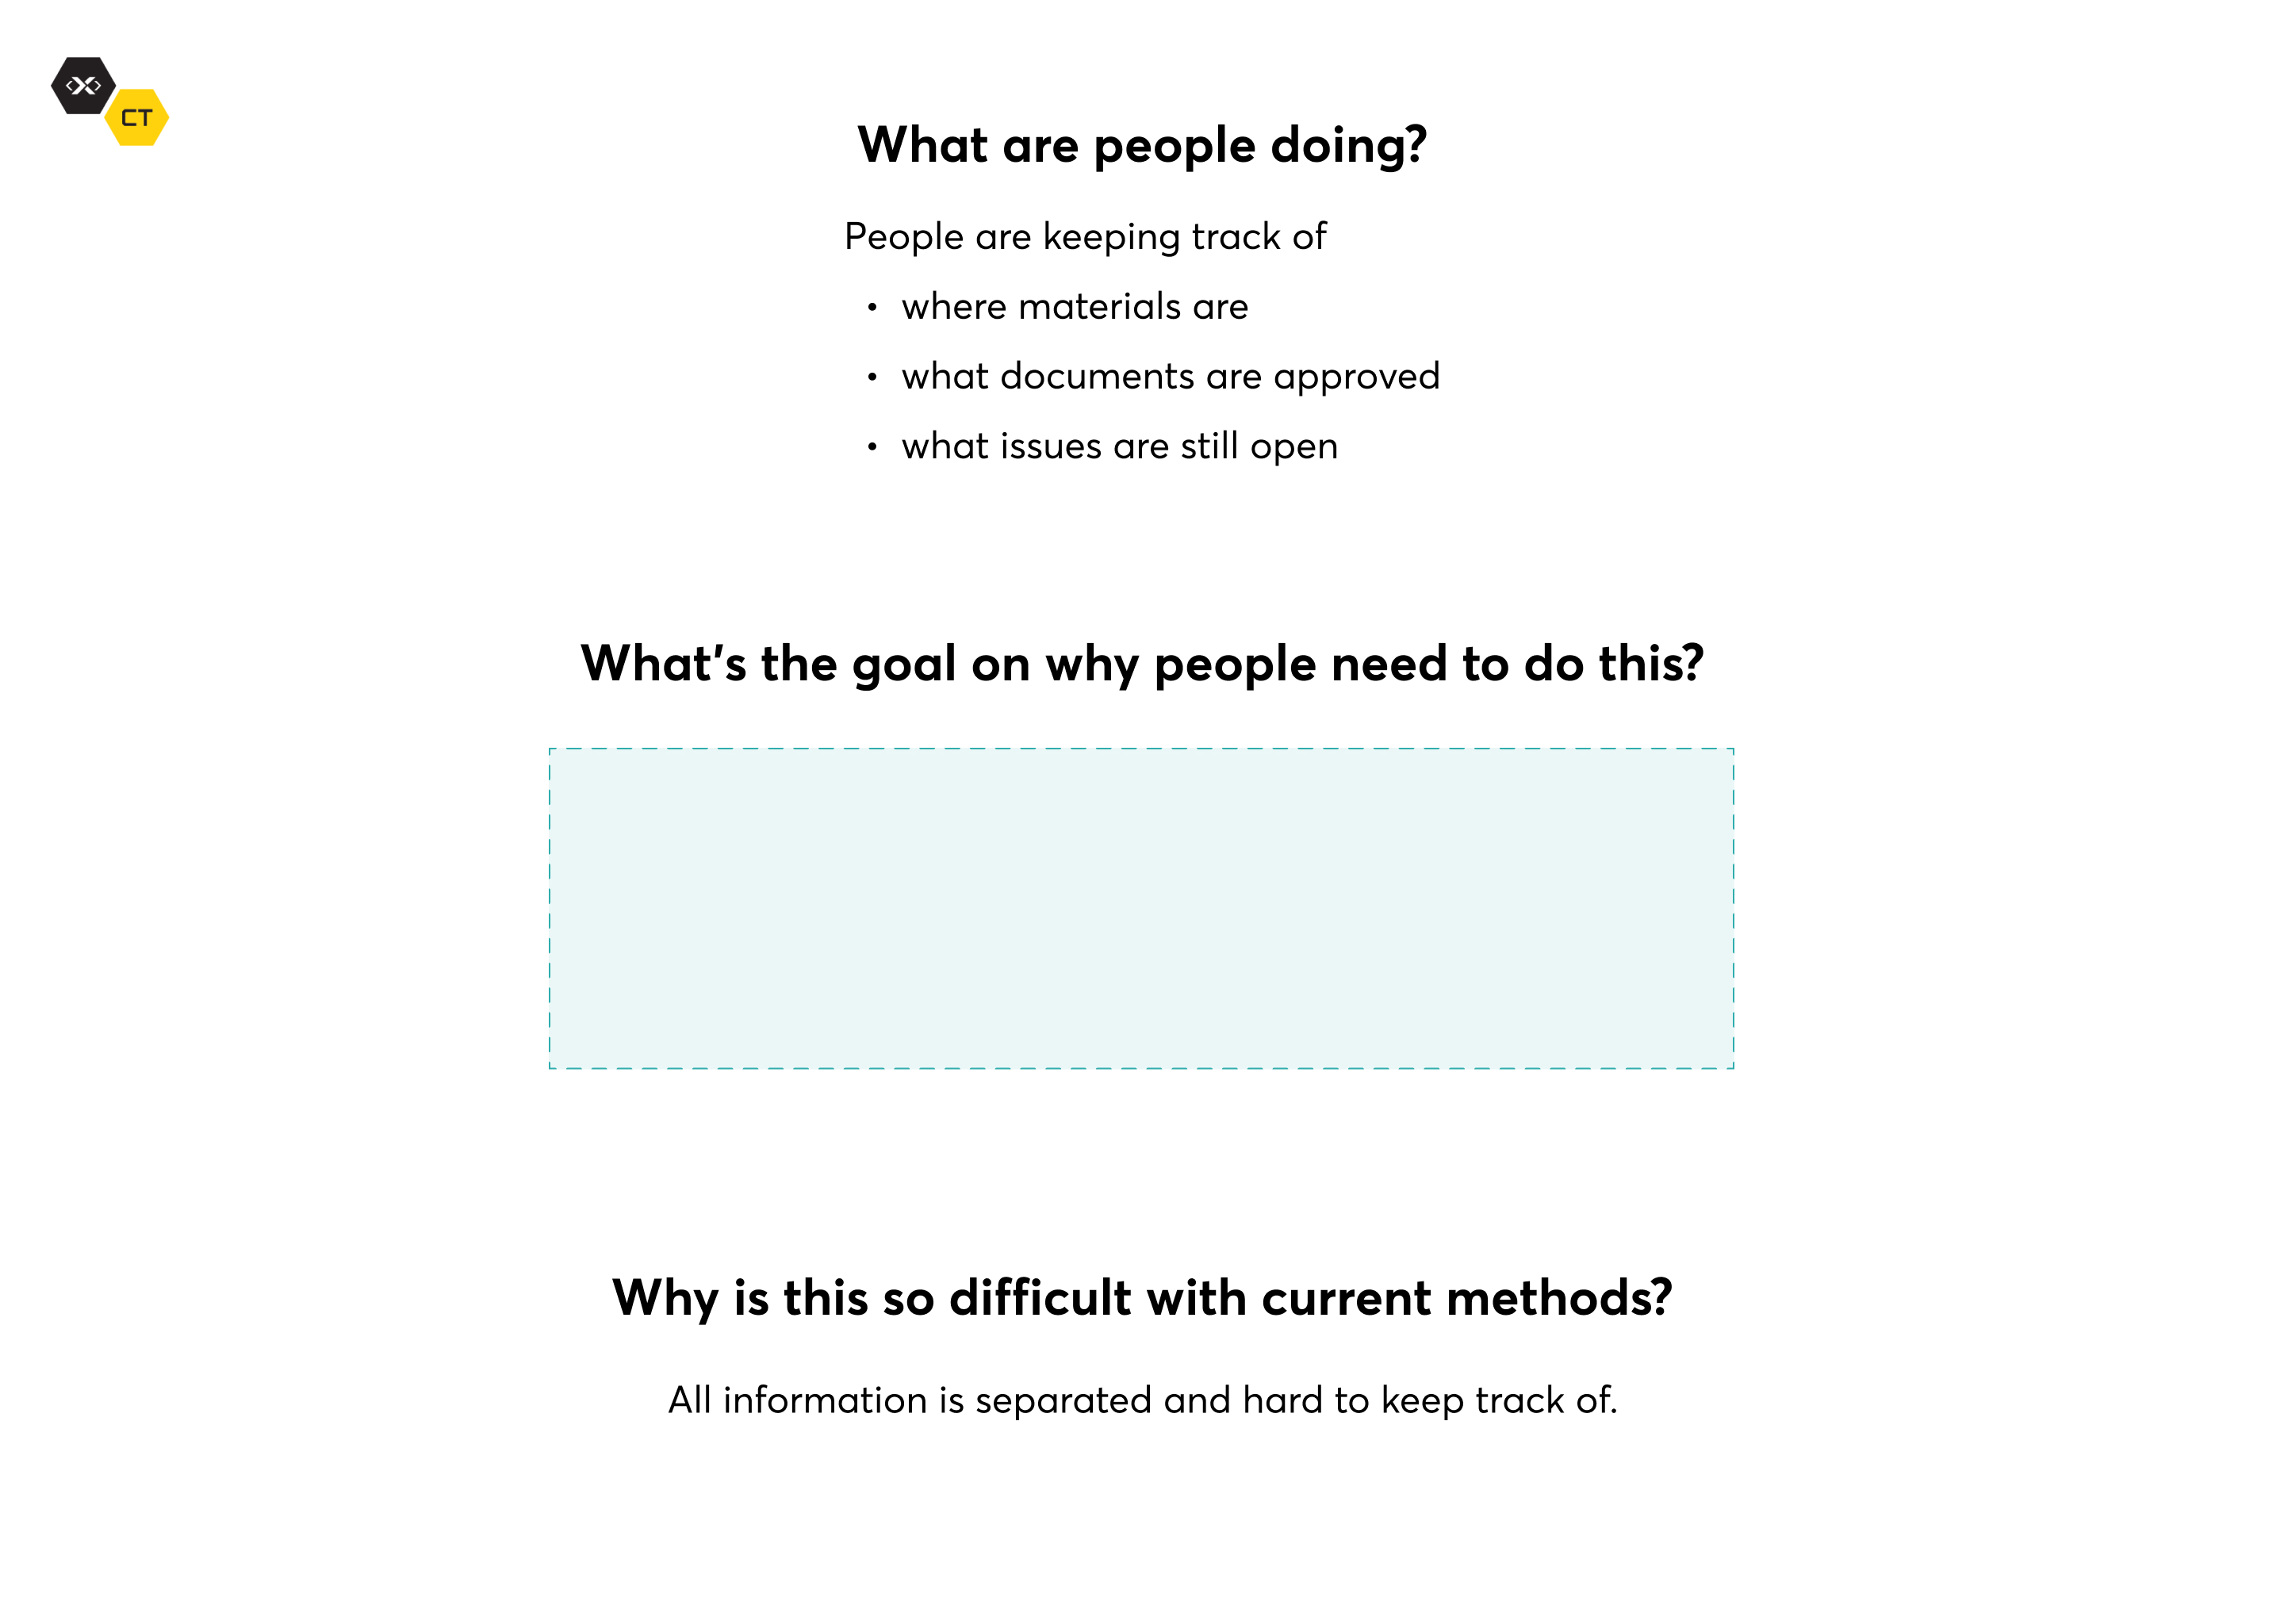 CT
What are people doing?
People are keeping track of
• where materials are
• what documents are approved
• what issues are still open
What's the goal on why people need to do this?
Why is this so difficult with current methods?
All information is separated and hard to keep track of.